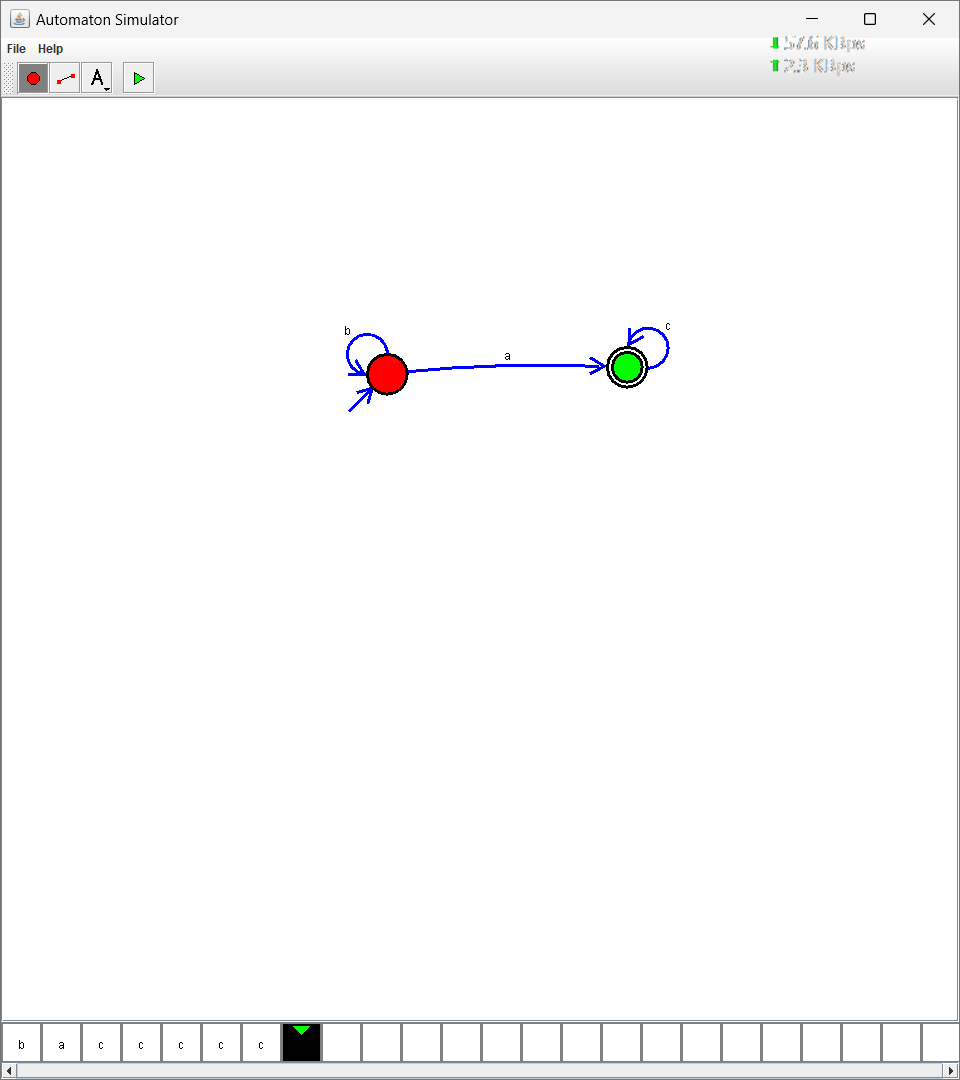 Automaton Simulator
File Help
57.6 KBps
2.3 KBps
A
b
a
c
b a c c c c c